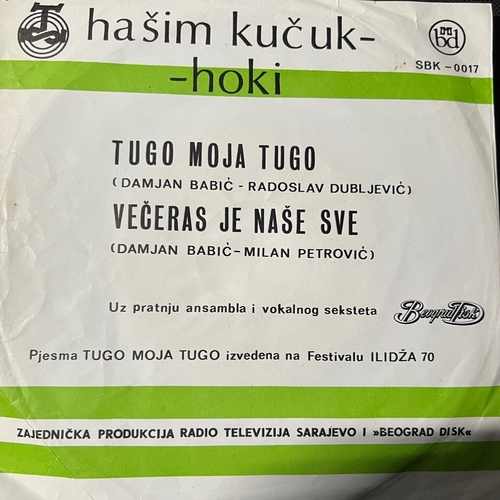 hašim kučuk-
-hoki
bd
SBK-0017
TUGO MOJA TUGO
(DAMJAN BABIĆ - RADOSLAV DUBLJEVIĆ)
VEČERAS JE NAŠE SVE
(DAMJAN BABIĆ-MILAN PETROVIĆ)
Uz pratnju ansambla i vokalnog seksteta
Beograd Disk
Pjesma TUGO MOJA TUGO izvedena na Festivalu ILIDŽA 70
ZAJEDNIČKA PRODUKCIJA RADIO TELEVIZIJA SARAJEVO I »BEOGRAD DISK«